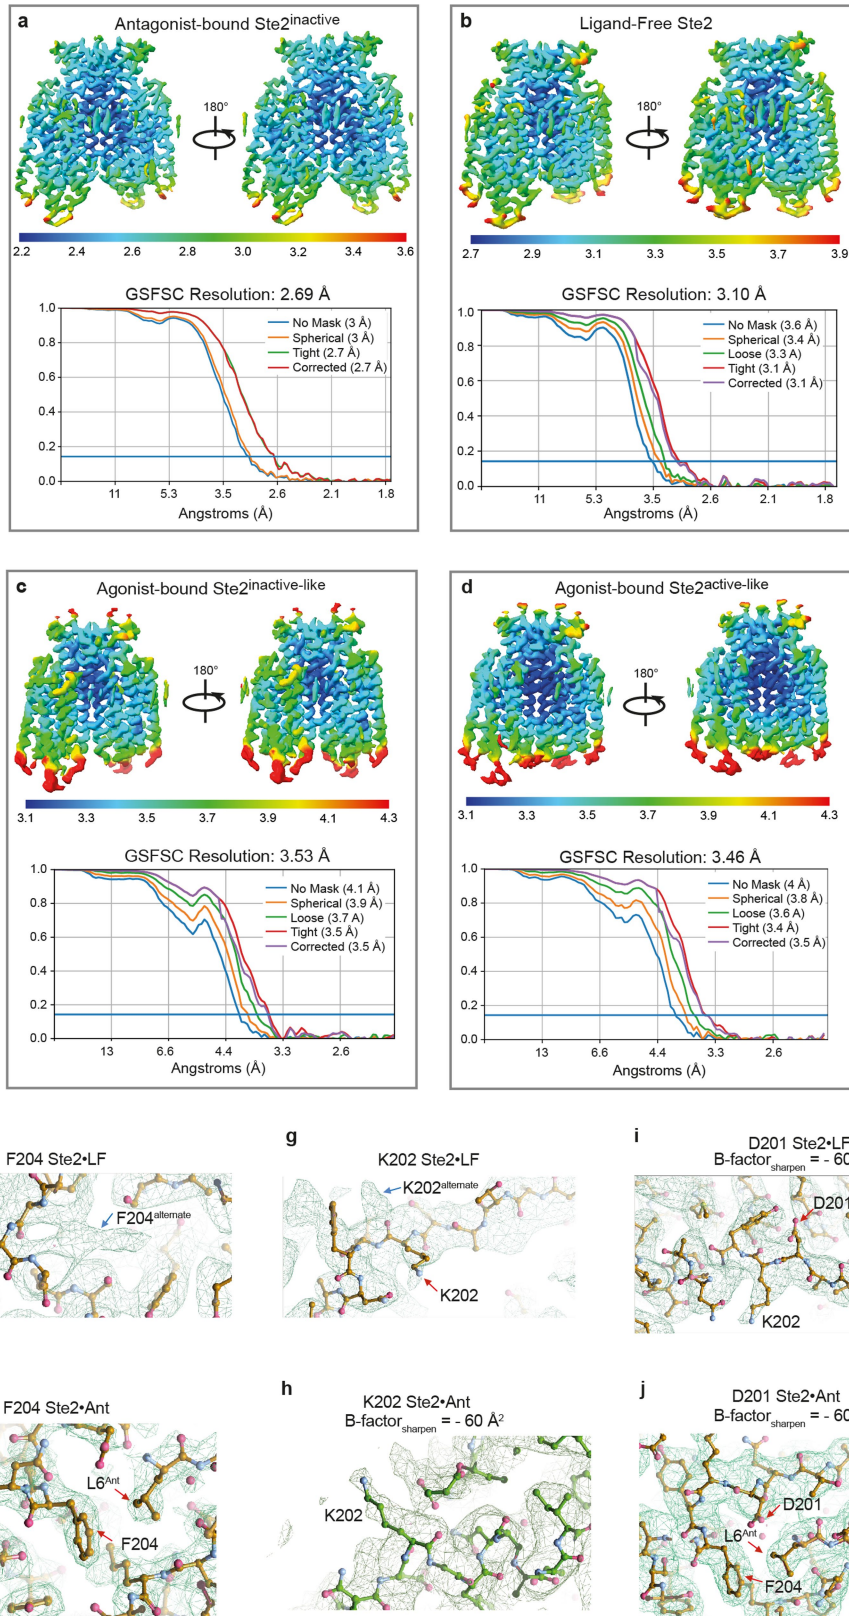 a
Antagonist-bound Ste2inactive
180°
2.2 2.4 2.6 2.8 3.0 3.2 3.4 3.6
GSFSC Resolution: 2.69 Å
1.0
0.8
0.6
0.4
0.2
0.0
No Mask (3 Å)
Spherical (3 Å)
Tight (2.7 Å)
Corrected (2.7 Å)
11 5.3 3.5 2.6 2.1 1.8
Angstroms (Å)
b
Ligand-Free Ste2
180°
2.7 2.9 3.1 3.3 3.5 3.7 3.9
GSFSC Resolution: 3.10 Å
1.0
0.8
0.6
0.4
0.2
0.0
No Mask (3.6 Å)
Spherical (3.4 Å)
Loose (3.3 A)
Tight (3.1 Å)
Corrected (3.1 Å)
11 5.3 3.5 2.6 2.1 1.8
Angstroms (Å)
c
Agonist-bound Ste2inactive-like
180°
3.1 3.3 3.5 3.7 3.9 4.1 4.3
GSFSC Resolution: 3.53 Å
1.0
0.8
0.6
0.4
0.2
0.0
No Mask (4.1 Å)
Spherical (3.9 Å)
Loose (3.7 A)
Tight (3.5 Å)
Corrected (3.5 Å)
13 6.6 4.4 3.3 2.6
Angstroms (Å)
d
Agonist-bound Ste2active-like
180°
3.1 3.3 3.5 3.7 3.9 4.1 4.3
GSFSC Resolution: 3.46 Å
1.0
0.8
0.6
0.4
0.2
0.0
No Mask (4 Å)
Spherical (3.8 Å)
Loose (3.6 A)
Tight (3.4 Å)
Corrected (3.5 Å)
13 6.6 4.4 3.3 2.6
Angstroms (Å)
F204 Ste2•LF
F204alternate
g
K202 Ste2•LF
K202alternate
K202
i
D201 Ste2•LF
B-factorsharpen = - 60
D201
K202
F204 Ste2•Ant
L6Ant
F204
h
K202 Ste2•Ant
B-factorsharpen = - 60 Å2
K202
j
D201 Ste2•Ant
B-factorsharpen = - 60
D201
L6Ant
F204